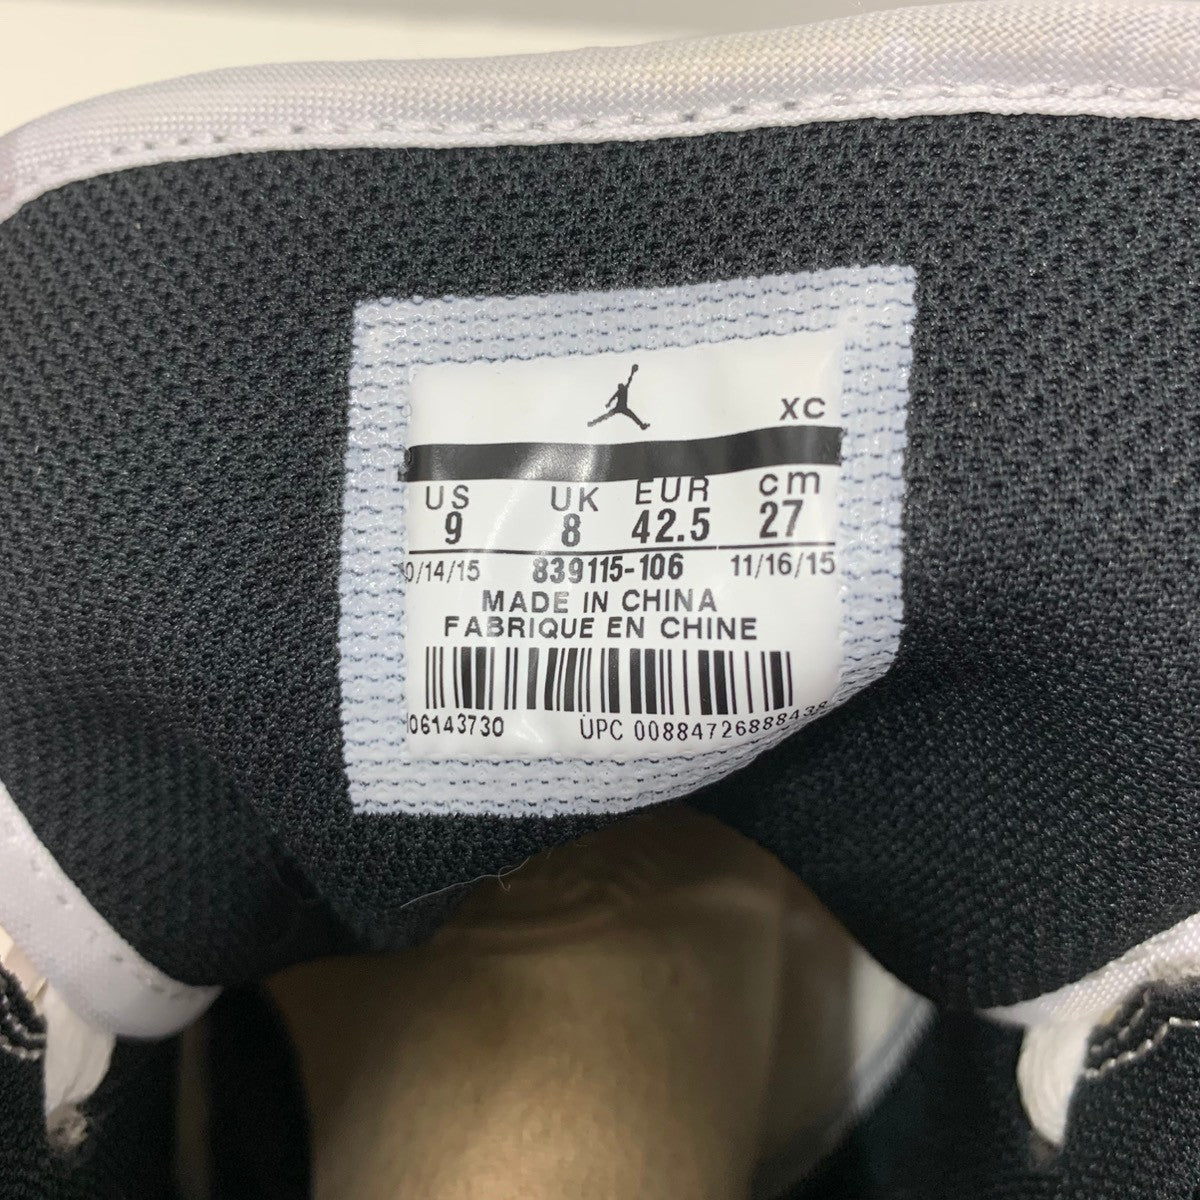 XC
US UK EUR cm
9 8 42.5 27
0/14/15 839115-106 11/16/15
MADE IN CHINA
FABRIQUE EN CHINE
06143730 UPC 00884726888438